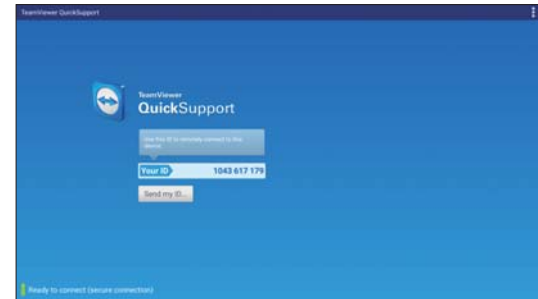 TeamViewer QuickSupport
TeamViewer
QuickSupport
Use this ID to remotely connect to this
device.
Your ID
1043 617 179
Send my ID...
Ready to connect (secure connection)